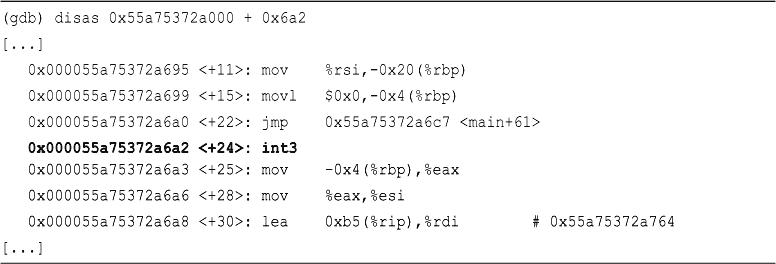 (gdb) disas 0x55a75372a000 + 0x6a2
[...]
0x000055a75372a695 <+11>: mov %rsi,-0x20(%rbp)
0x000055a75372a699 <+15>: movl $0x0,-0x4(%rbp)
0x000055a75372a6a0 <+22>: jmp 0x55a75372a6c7 <main+61>
0x000055a75372a6a2 <+24>: int3
0x000055a75372a6a3 <+25>: mov -0x4(%rbp),%eax
0x000055a75372a6a6 <+28>: mov %eax,%esi
0x000055a75372a6a8 <+30>: lea 0xb5(%rip),%rdi # 0x55a75372a764
[...]